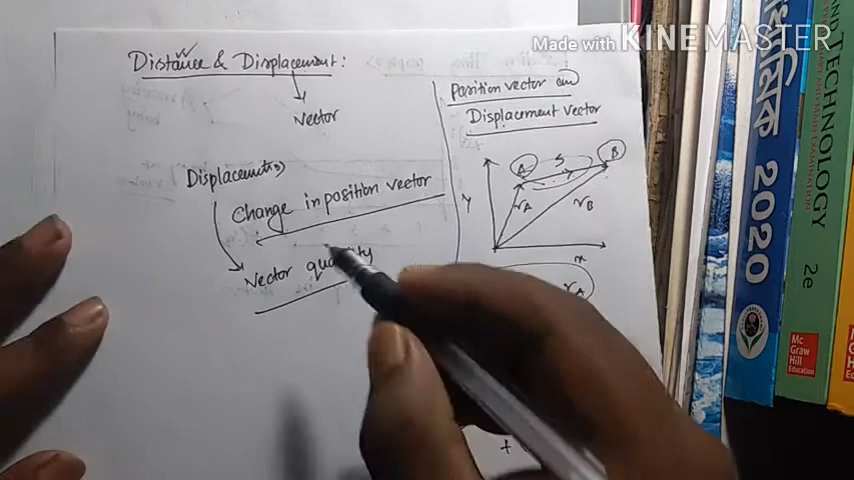 Made with KINEMASTER
Distance & Displacement:
Vector
Displacement
Change in position vector
Vector quantity
Position vector and
Displacement vector
A S B
Y rA rB
x
rA
+
2020
TECHNOLOGY
2e
Mc
Graw
Hill
Education